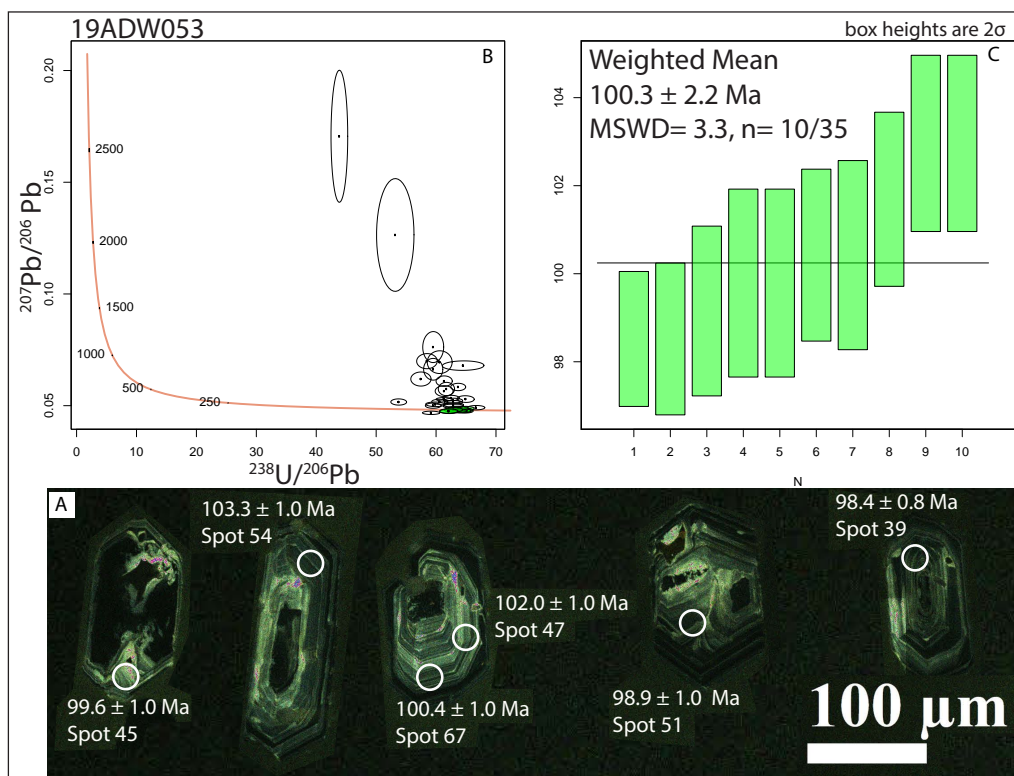 19ADW053
box heights are 2σ
B
0.20
0.15
0.10
0.05
207Pb/206 Pb
2500
2000
1500
1000
500
250
0
10
20
30
40
50
60
70
238U/206Pb
C
Weighted Mean
100.3 ± 2.2 Ma
MSWD= 3.3, n= 10/35
104
102
100
98
1
2
3
4
5
6
7
8
9
10
N
A
103.3 ± 1.0 Ma
Spot 54
98.4 ± 0.8 Ma
Spot 39
102.0 ± 1.0 Ma
Spot 47
99.6 ± 1.0 Ma
Spot 45
100.4 ± 1.0 Ma
Spot 67
98.9 ± 1.0 Ma
Spot 51
100 μm